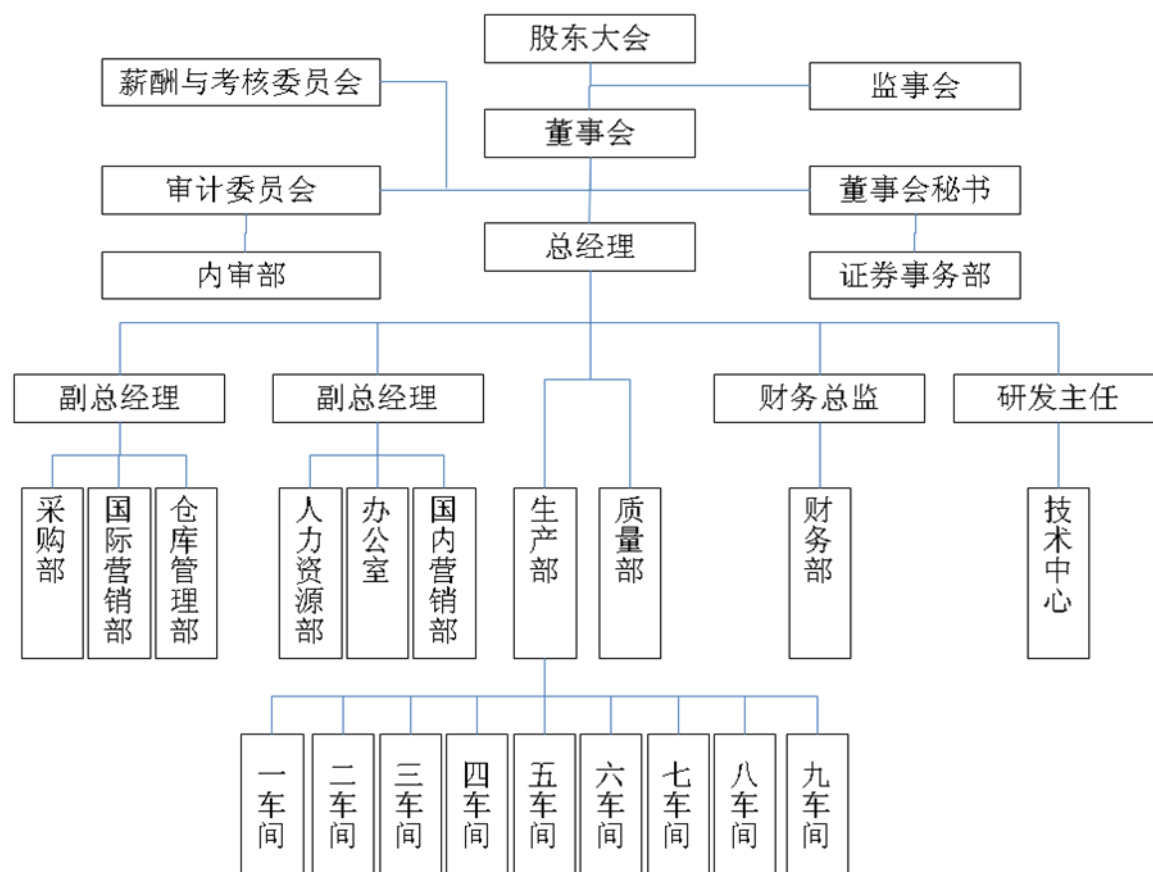 股东大会
薪酬与考核委员会
监事会
董事会
审计委员会
董事会秘书
总经理
内审部
证券事务部
副总经理
副总经理
财务总监
研发主任
采购部
国际营销部
仓库管理部
人力资源部
办公室
国内营销部
生产部
质量部
财务部
技术中心
一车间
二车间
三车间
四车间
五车间
六车间
七车间
八车间
九车间